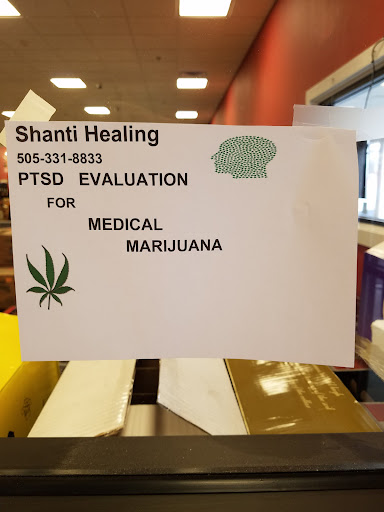 Shanti Healing
505-331-8833
PTSD EVALUATION
FOR
MEDICAL
MARIJUANA